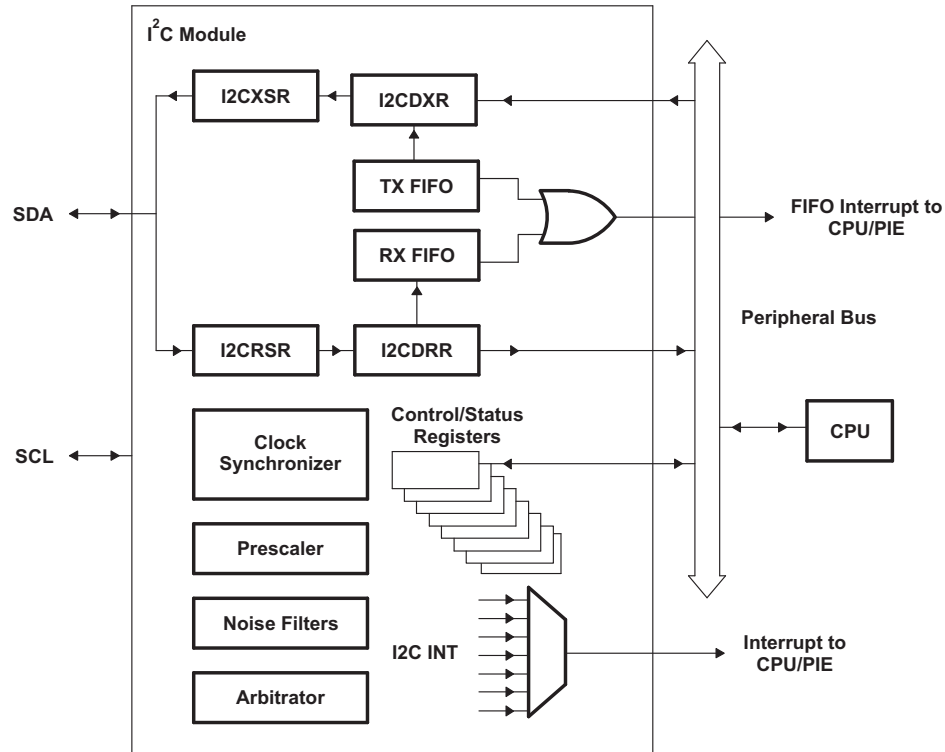 I2C Module
I2CXSR
I2CDXR
TX FIFO
SDA
FIFO Interrupt to
CPU/PIE
RX FIFO
Peripheral Bus
I2CRSR
I2CDRR
Control/Status
Registers
CPU
Clock
Synchronizer
SCL
Prescaler
Noise Filters
I2C INT
Interrupt to
CPU/PIE
Arbitrator